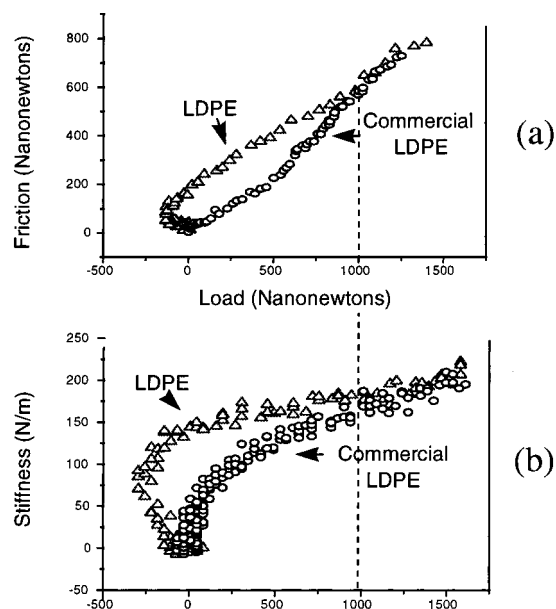 800
600
400
200
0
Friction (Nanonewtons)
LDPE
Commercial
LDPE
(a)
-500
0
500
1000
1500
Load (Nanonewtons)
250
200
150
100
50
0
-50
Stiffness (N/m)
LDPE
Commercial
LDPE
(b)
-500
0
500
1000
1500